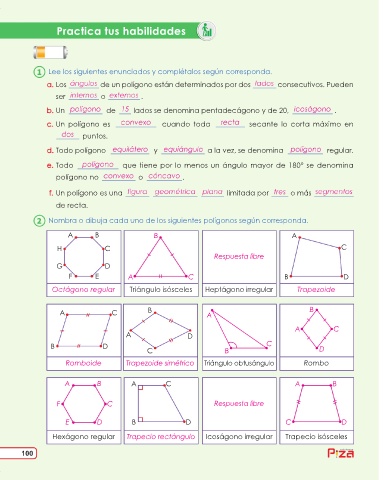 Practica tus habilidades
1 Lee los siguientes enunciados y complétalos según corresponda.
a. Los ángulos de un polígono están determinados por dos lados consecutivos. Pueden
ser internos o externos.
b. Un polígono de 15 lados se denomina pentadecágono y de 20, icoságono.
c. Un polígono es convexo cuando toda recta secante lo corta máximo en
dos puntos.
d. Todo polígono equilátero y equiángulo a la vez, se denomina polígono regular.
e. Todo polígono que tiene por lo menos un ángulo mayor de 180° se denomina
polígono no convexo o cóncavo.
f. Un polígono es una figura geométrica plana limitada por tres o más segmentos
de recta.
2 Nombra o dibuja cada uno de los siguientes polígonos según corresponda.
A B B A
H C Respuesta libre C
G D
F E A C B D
Octágono regular Triángulo isósceles Heptágono irregular Trapezoide
A C B A B
A D A C
B D C B C D
Romboide Trapezoide simétrico Triángulo obtusángulo Rombo
A B A C A B
F C Respuesta libre
E D B D C D
Hexágono regular Trapecio rectángulo Icoságono irregular Trapecio isósceles
100